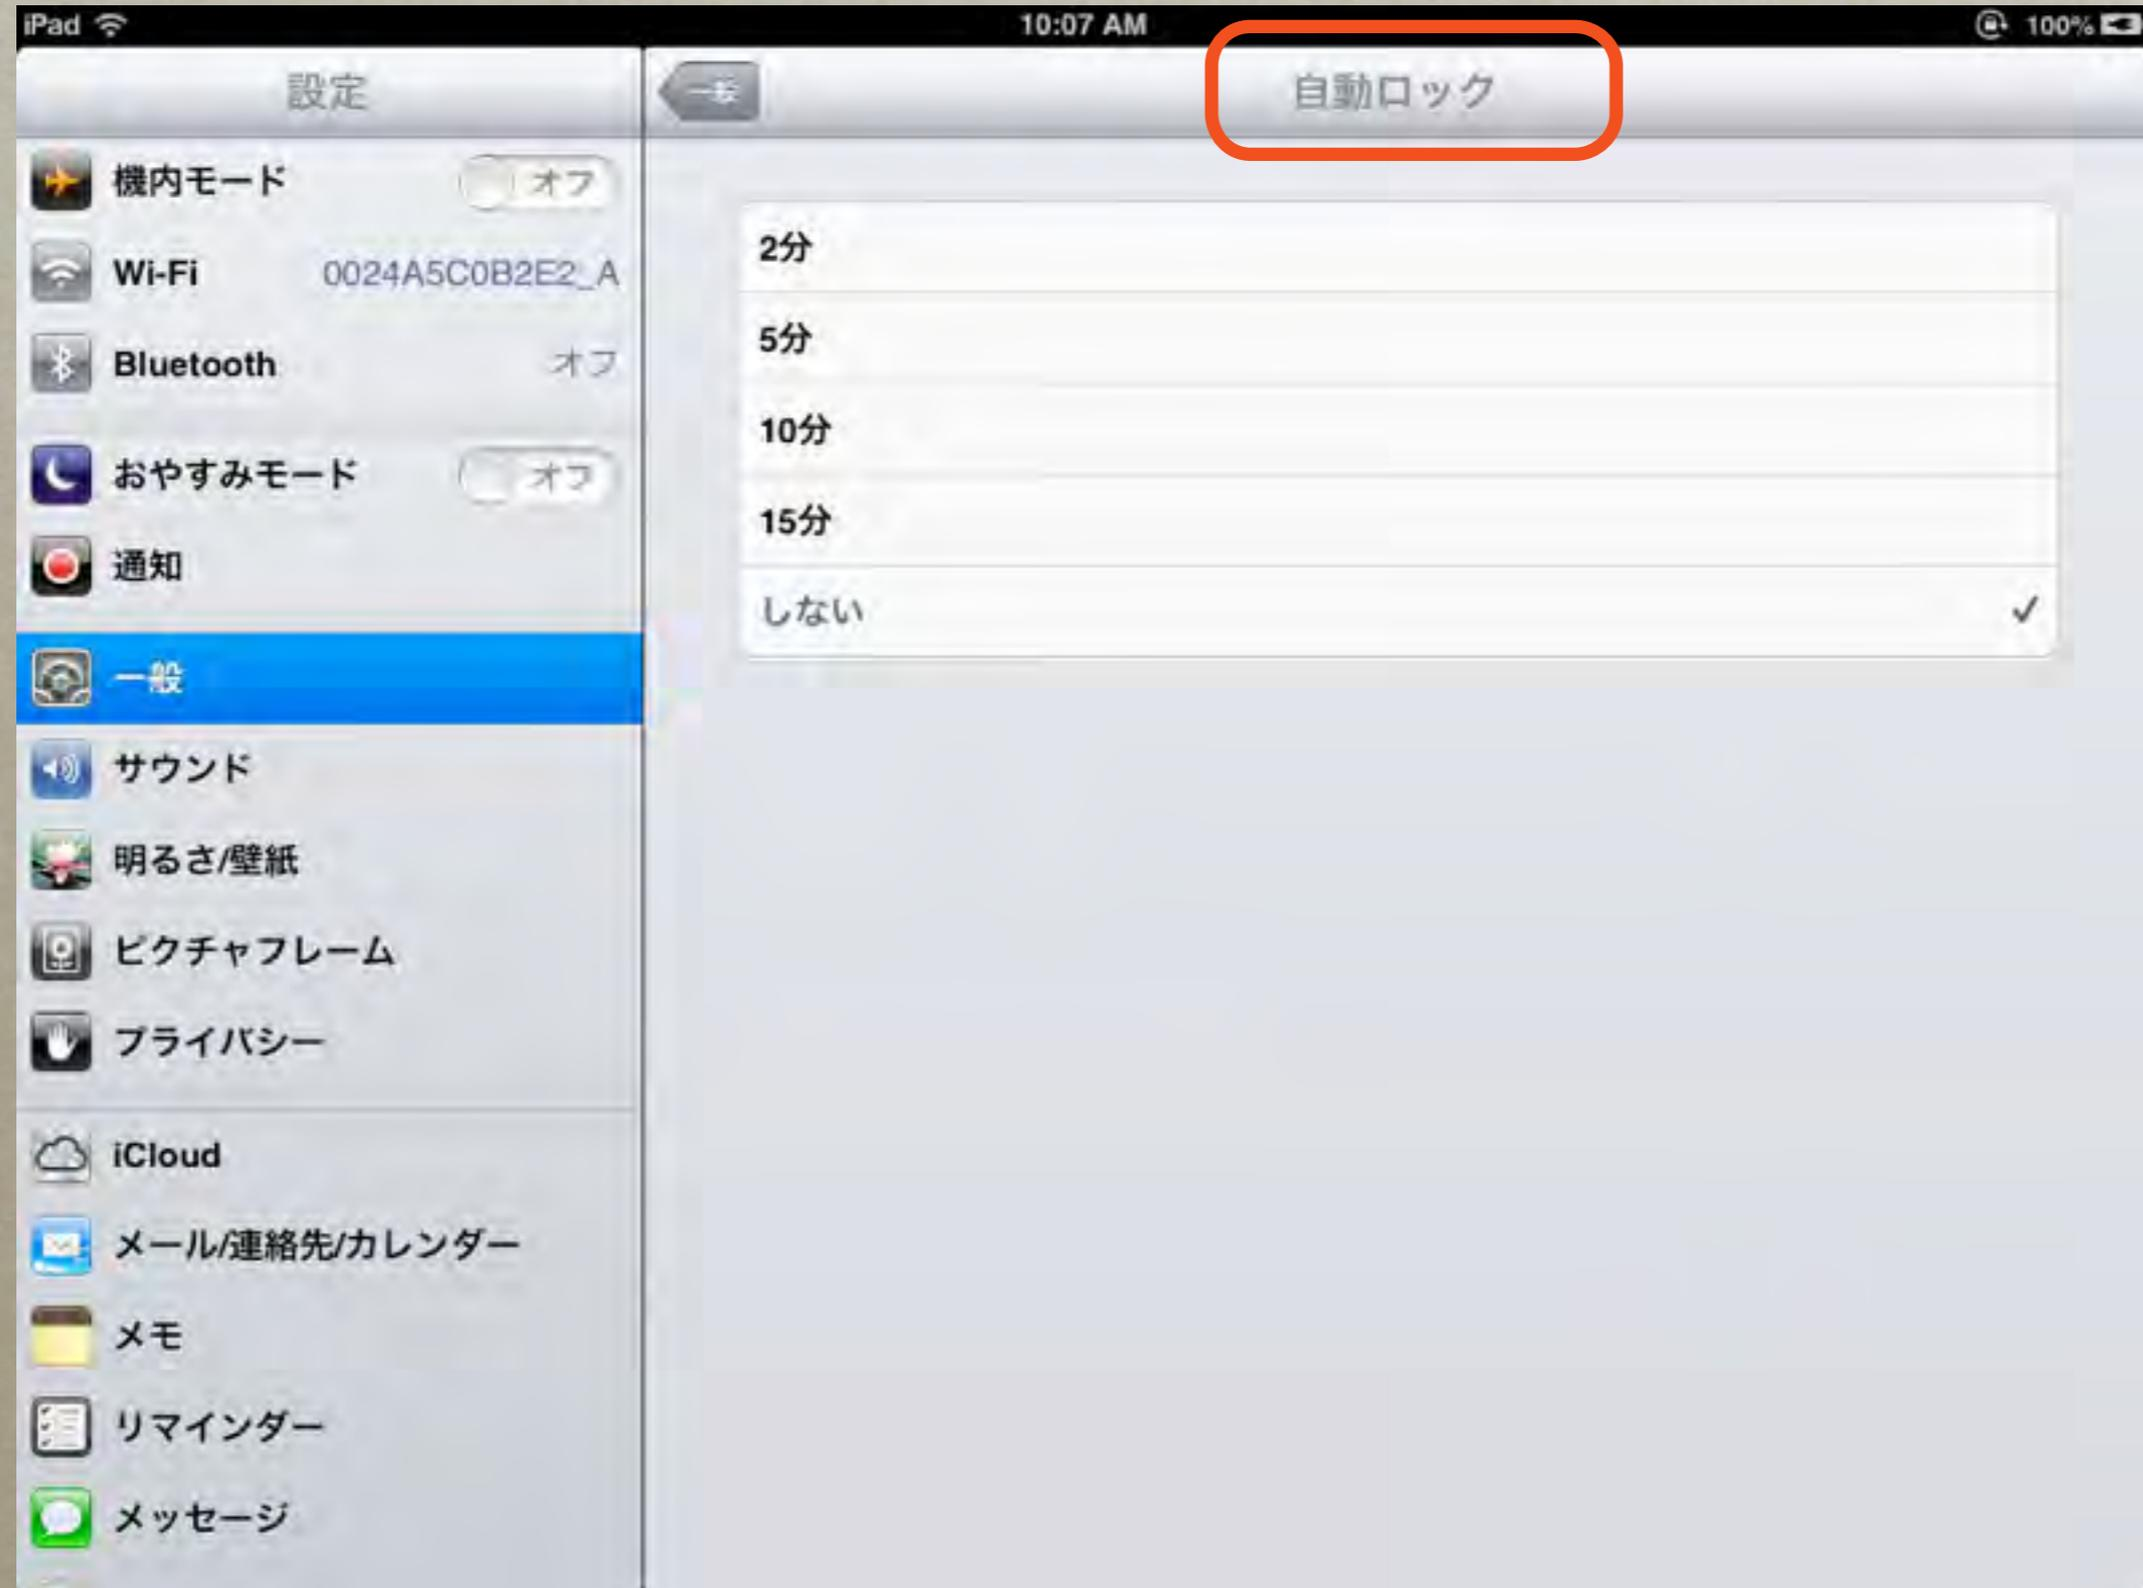 iPad
10:07 AM
100%
設定
一般
自動ロック
機内モード オフ
Wi-Fi 0024A5C0B2E2_A
Bluetooth オフ
おやすみモード オフ
通知
一般
サウンド
明るさ/壁紙
ピクチャフレーム
プライバシー
iCloud
メール/連絡先/カレンダー
メモ
リマインダー
メッセージ
2分
5分
10分
15分
しない